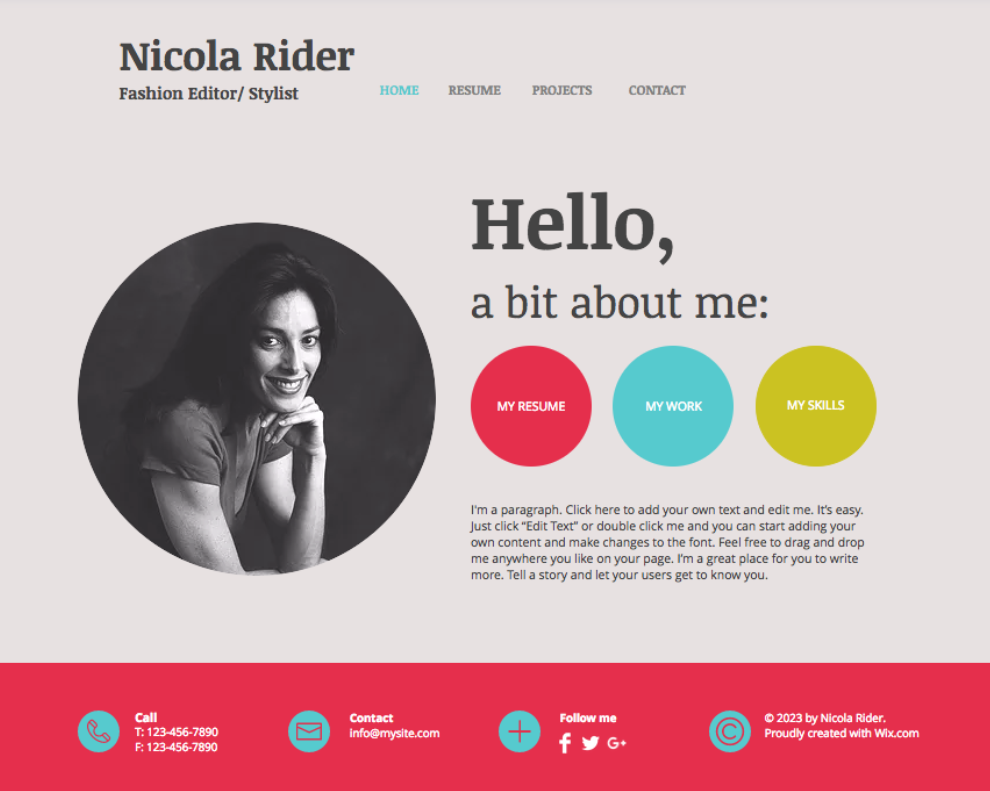 Nicola Rider
Fashion Editor/ Stylist
HOME RESUME PROJECTS CONTACT
Hello,
a bit about me:
MY RESUME MY WORK MY SKILLS
I'm a paragraph. Click here to add your own text and edit me. It's easy.
Just click “Edit Text” or double click me and you can start adding your
own content and make changes to the font. Feel free to drag and drop
me anywhere you like on your page. I'm a great place for you to write
more. Tell a story and let your users get to know you.
Call
T: 123-456-7890
F: 123-456-7890
Contact
info@mysite.com
Follow me
f G+
© 2023 by Nicola Rider.
Proudly created with Wix.com